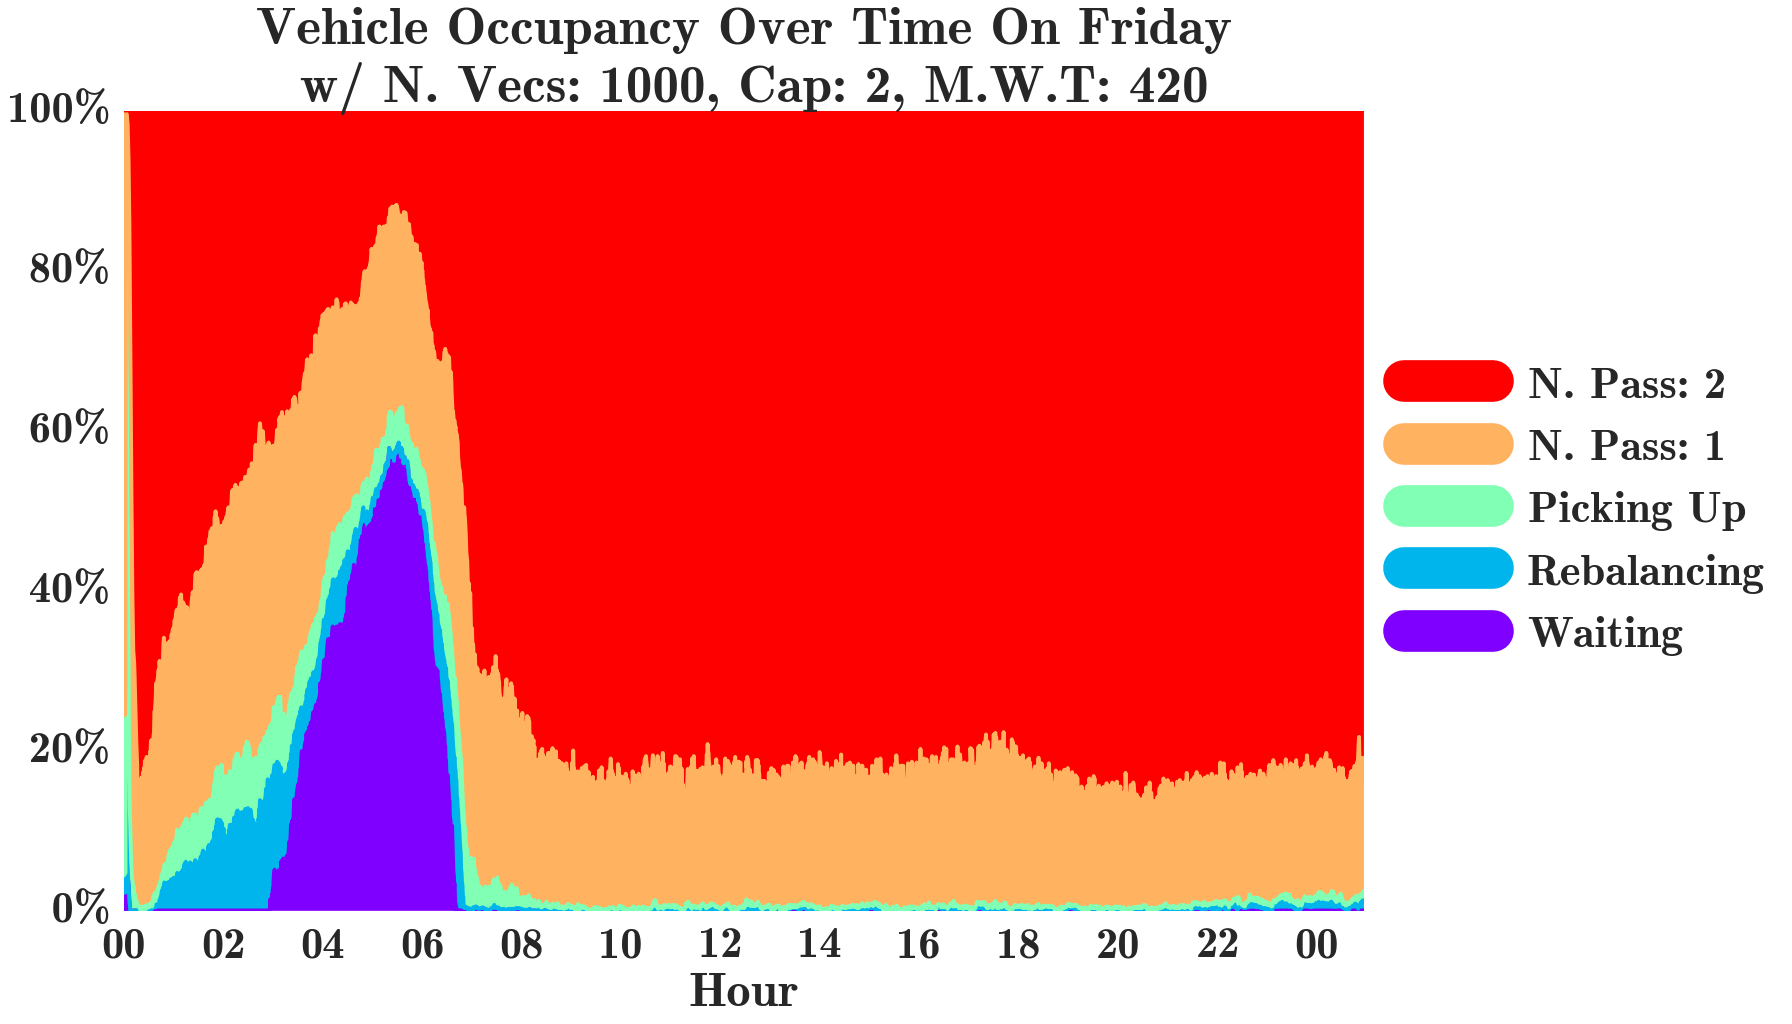 Vehicle Occupancy Over Time On Friday
w/ N. Vecs: 1000, Cap: 2, M.W.T: 420
100%
80%
60%
40%
20%
0%
00 02 04 06 08 10 12 14 16 18 20 22 00
Hour
N. Pass: 2
N. Pass: 1
Picking Up
Rebalancing
Waiting